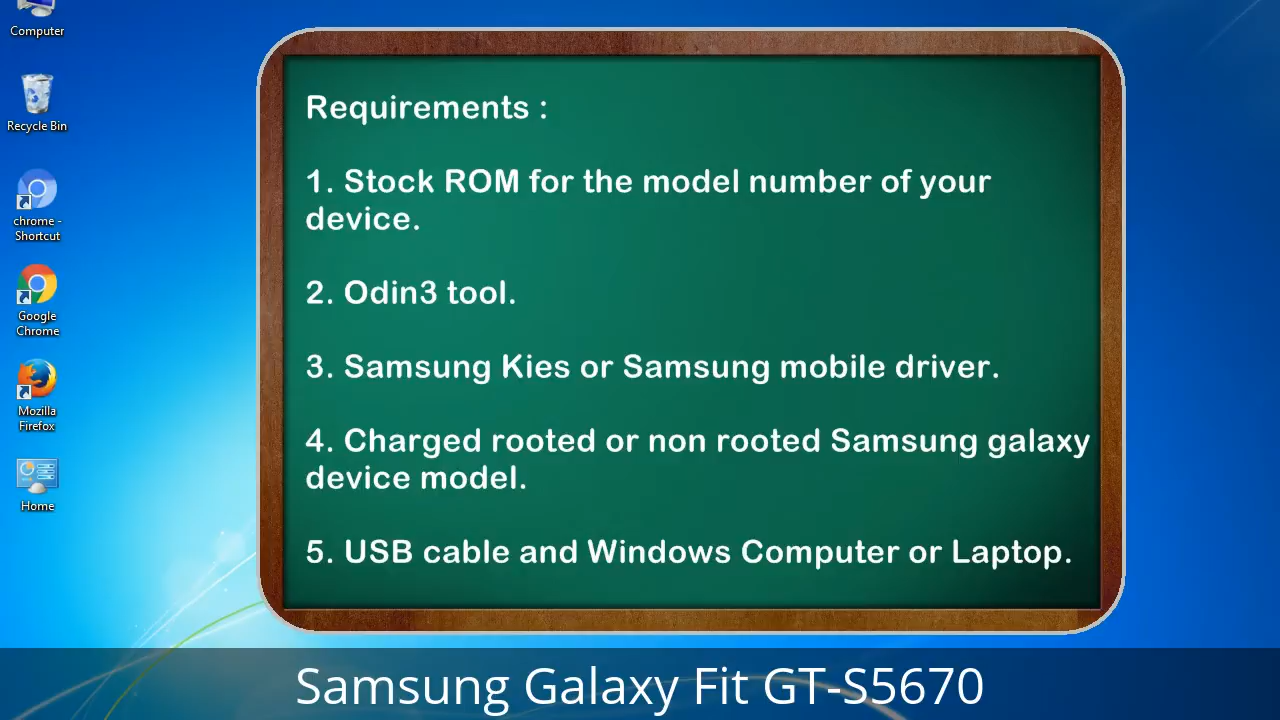 Computer
Recycle Bin
chrome -
Shortcut
Google
Chrome
Mozilla
Firefox
Home
Requirements :
1. Stock ROM for the model number of your
device.
2. Odin3 tool.
3. Samsung Kies or Samsung mobile driver.
4. Charged rooted or non rooted Samsung galaxy
device model.
5. USB cable and Windows Computer or Laptop.
Samsung Galaxy Fit GT-S5670